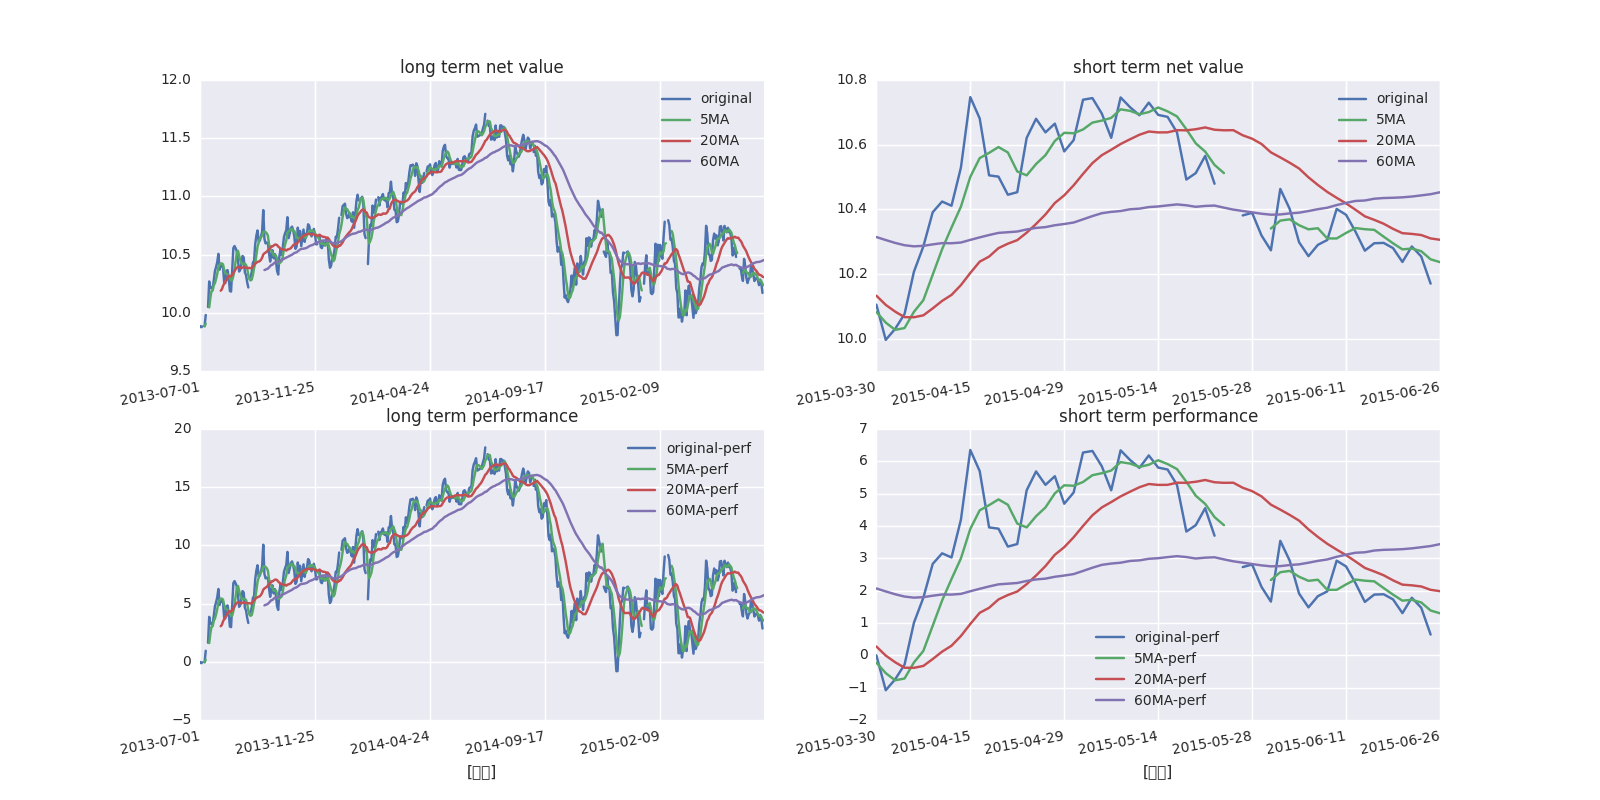 long term net value
12.0
11.5
11.0
10.5
10.0
9.5
original
5MA
20MA
60MA
2013-07-01 2013-11-25 2014-04-24 2014-09-17 2015-02-09
short term net value
10.8
10.6
10.4
10.2
10.0
original
5MA
20MA
60MA
2015-03-30 2015-04-15 2015-04-29 2015-05-14 2015-05-28 2015-06-11 2015-06-26
long term performance
20
15
10
5
0
−5
original-perf
5MA-perf
20MA-perf
60MA-perf
2013-07-01 2013-11-25 2014-04-24 2014-09-17 2015-02-09
short term performance
7
6
5
4
3
2
1
0
−1
−2
original-perf
5MA-perf
20MA-perf
60MA-perf
2015-03-30 2015-04-15 2015-04-29 2015-05-14 2015-05-28 2015-06-11 2015-06-26